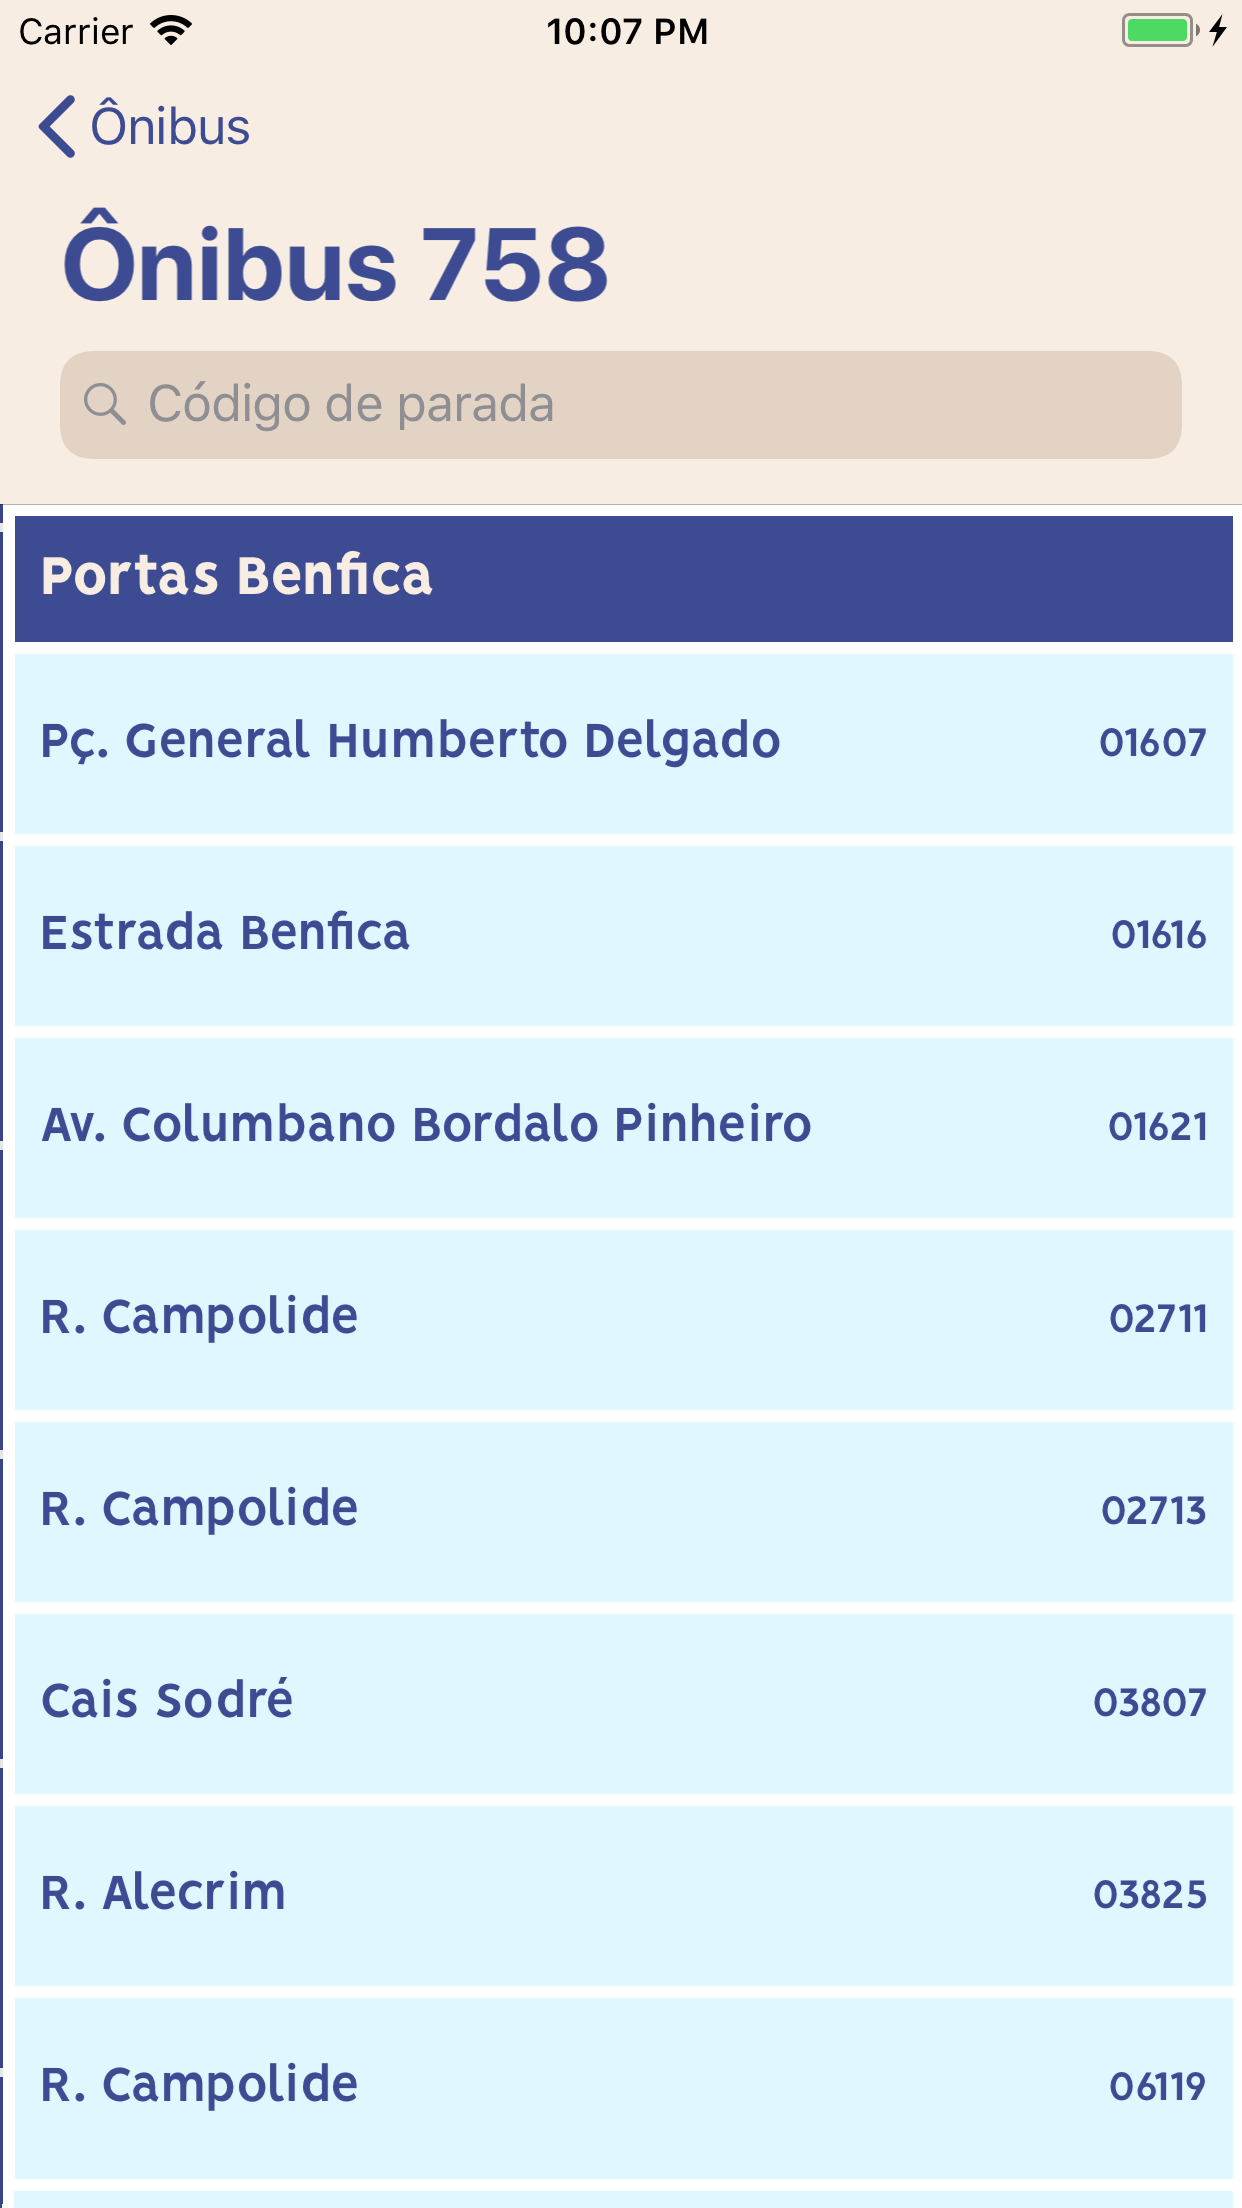 Carrier 10:07 PM
Ônibus
Ônibus 758
Código de parada
Portas Benfica
Pç. General Humberto Delgado 01607
Estrada Benfica 01616
Av. Columbano Bordalo Pinheiro 01621
R. Campolide 02711
R. Campolide 02713
Cais Sodré 03807
R. Alecrim 03825
R. Campolide 06119